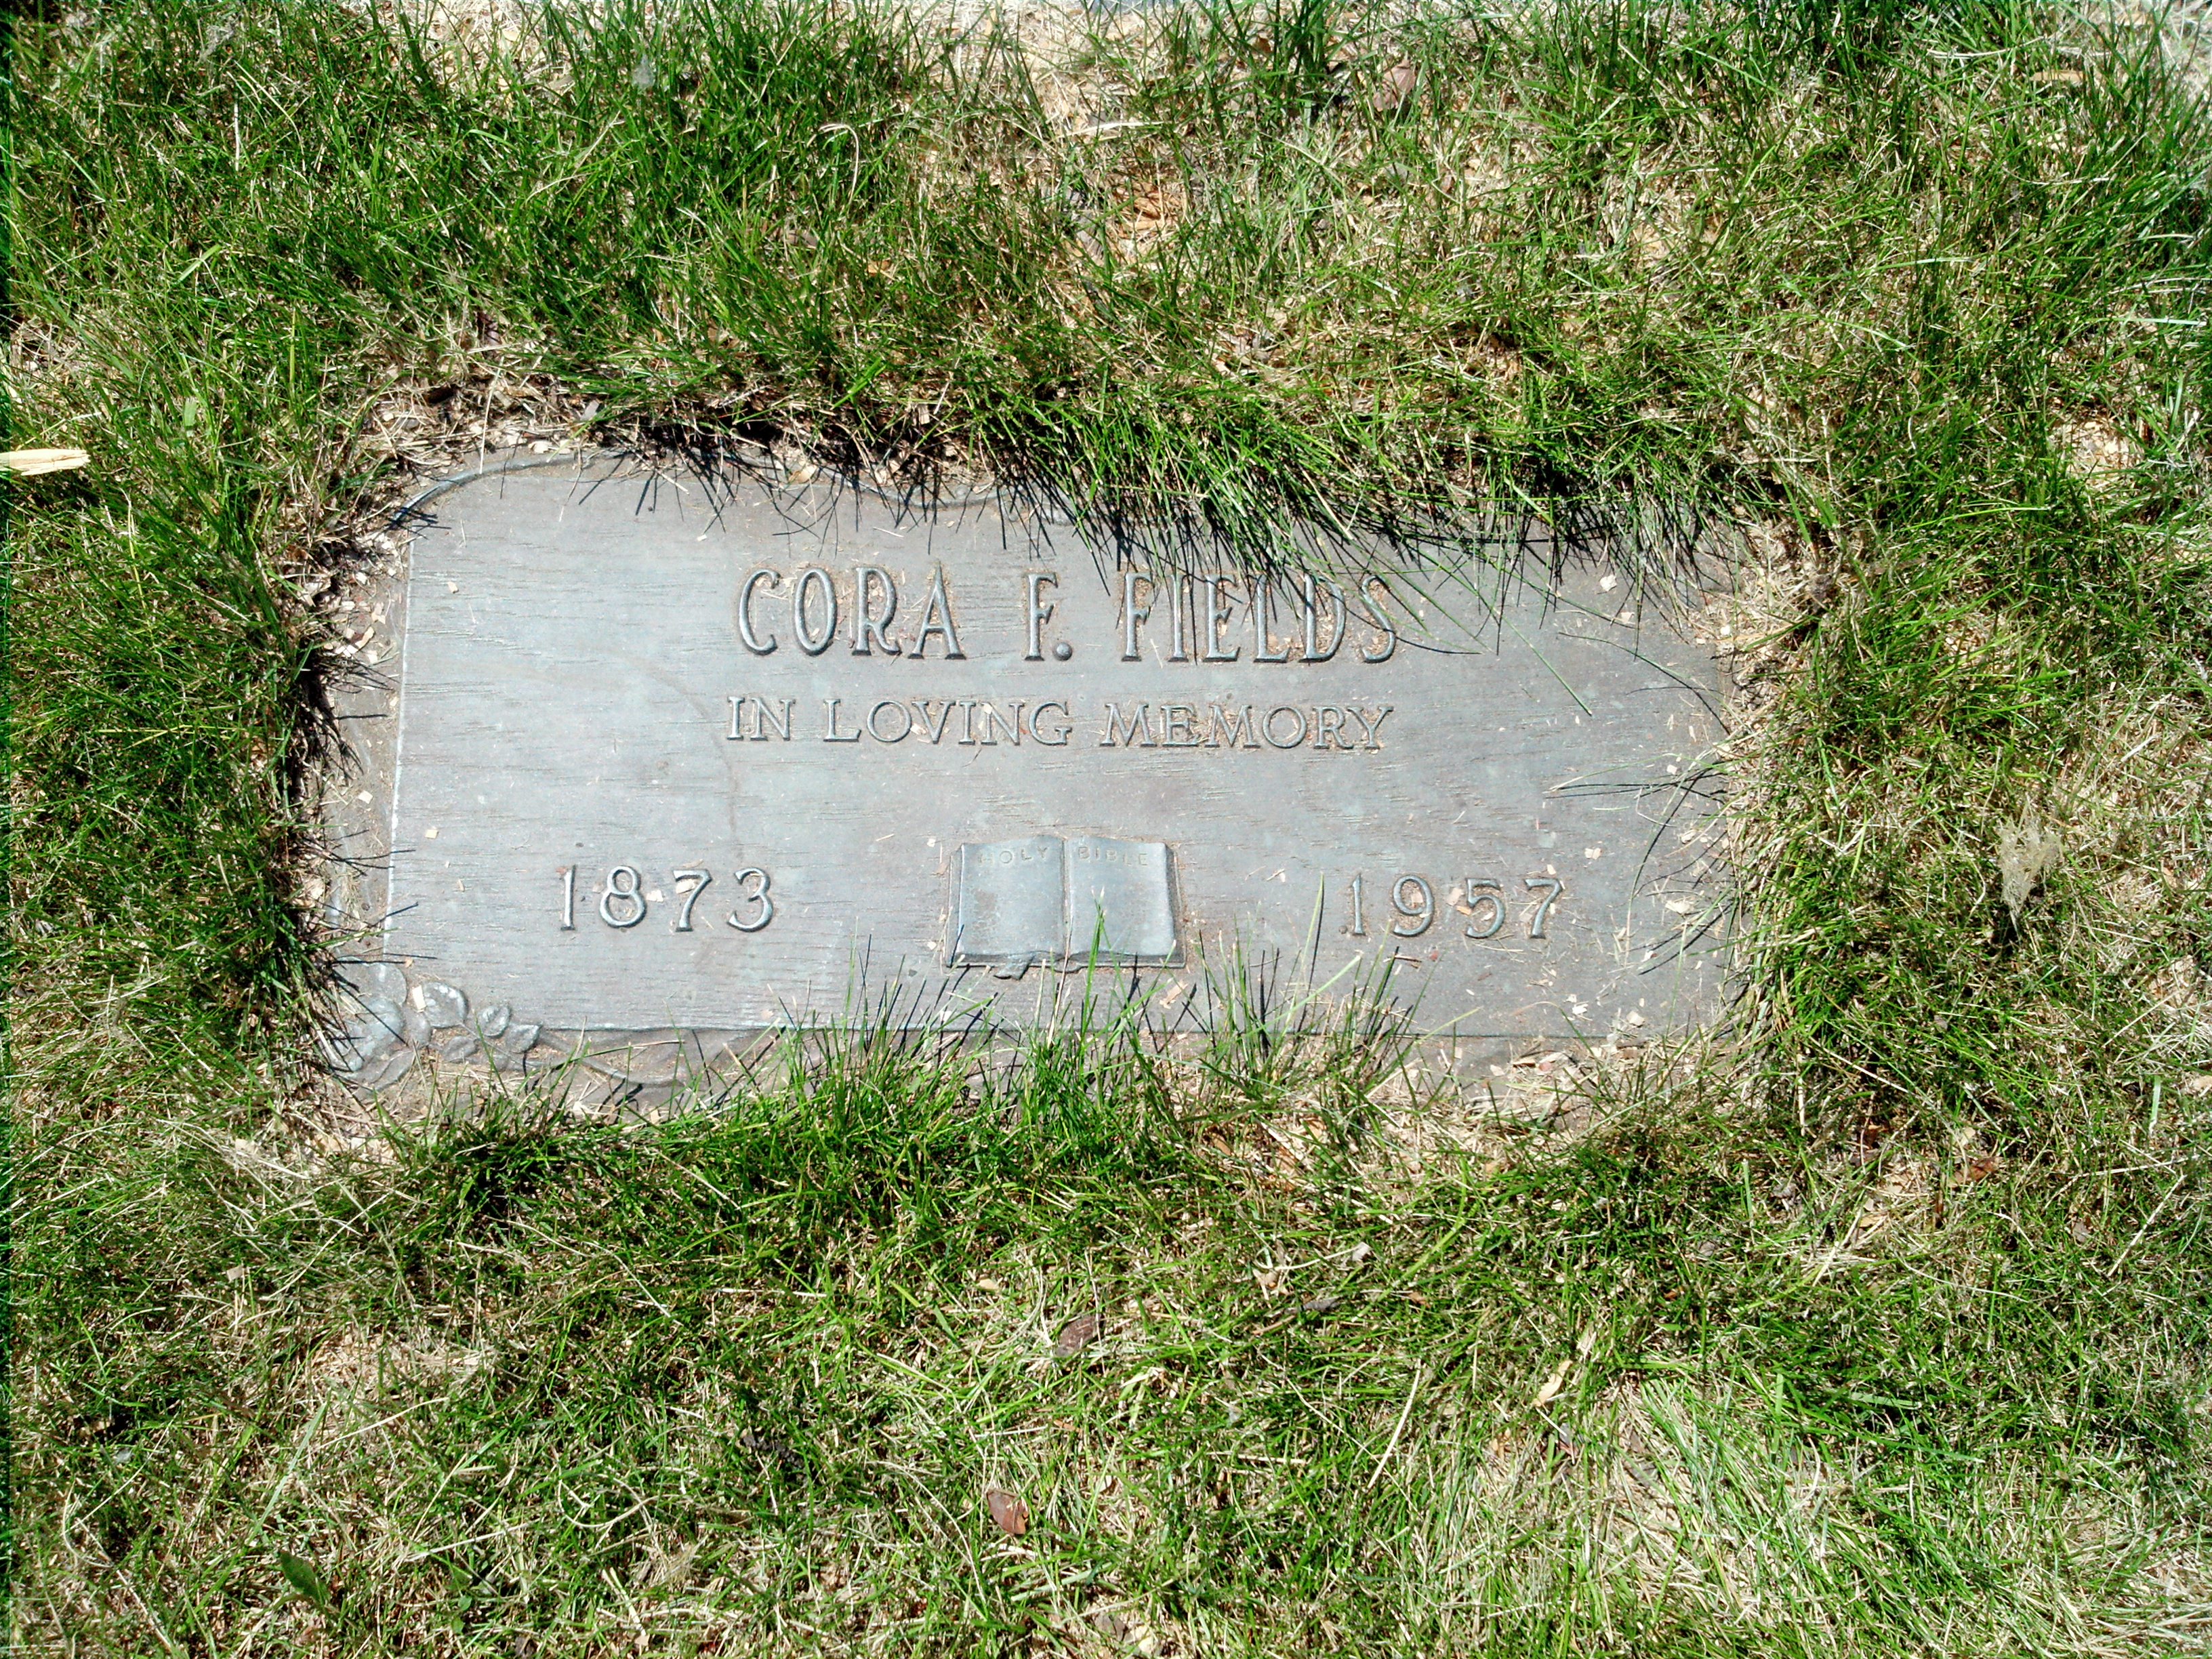 CORA F. FIELDS
IN LOVING MEMORY
HOLY BIBLE
1873 1957